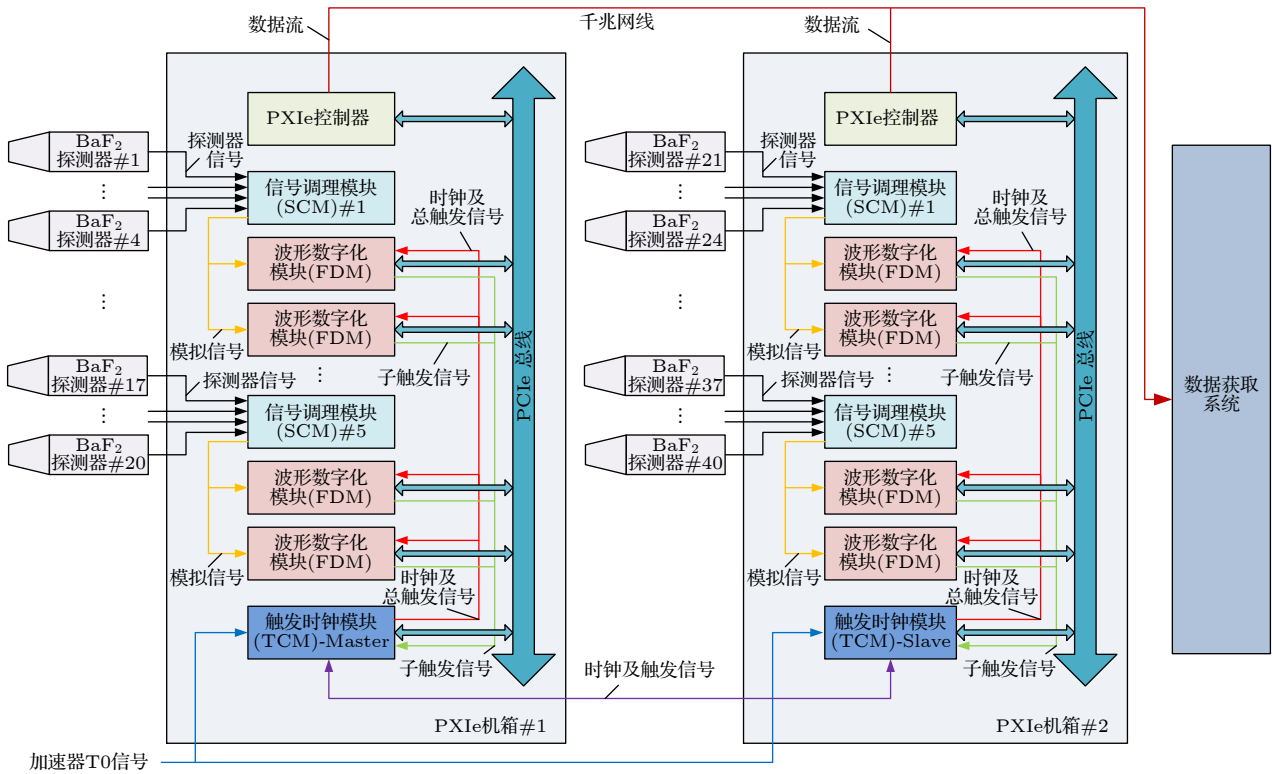 数据流
千兆网线
数据流
PXIe控制器
BaF2
探测器#1
⋮
BaF2
探测器#4
探测器
信号
信号调理模块
(SCM)#1
时钟及
总触发信号
波形数字化
模块(FDM)
⋮
波形数字化
模块(FDM)
模拟信号
子触发信号
PCIe 总线
BaF2
探测器#17
⋮
BaF2
探测器#20
探测器信号
⋮
信号调理模块
(SCM)#5
波形数字化
模块(FDM)
波形数字化
模块(FDM)
模拟信号
时钟及
总触发信号
触发时钟模块
(TCM)-Master
子触发信号
PXIe机箱#1
PXIe控制器
BaF2
探测器#21
⋮
BaF2
探测器#24
探测器
信号
信号调理模块
(SCM)#1
时钟及
总触发信号
波形数字化
模块(FDM)
⋮
波形数字化
模块(FDM)
模拟信号
子触发信号
PCIe 总线
BaF2
探测器#37
⋮
BaF2
探测器#40
探测器信号
⋮
信号调理模块
(SCM)#5
波形数字化
模块(FDM)
波形数字化
模块(FDM)
模拟信号
时钟及
总触发信号
触发时钟模块
(TCM)-Slave
子触发信号
PXIe机箱#2
数据获取
系统
时钟及触发信号
加速器T0信号